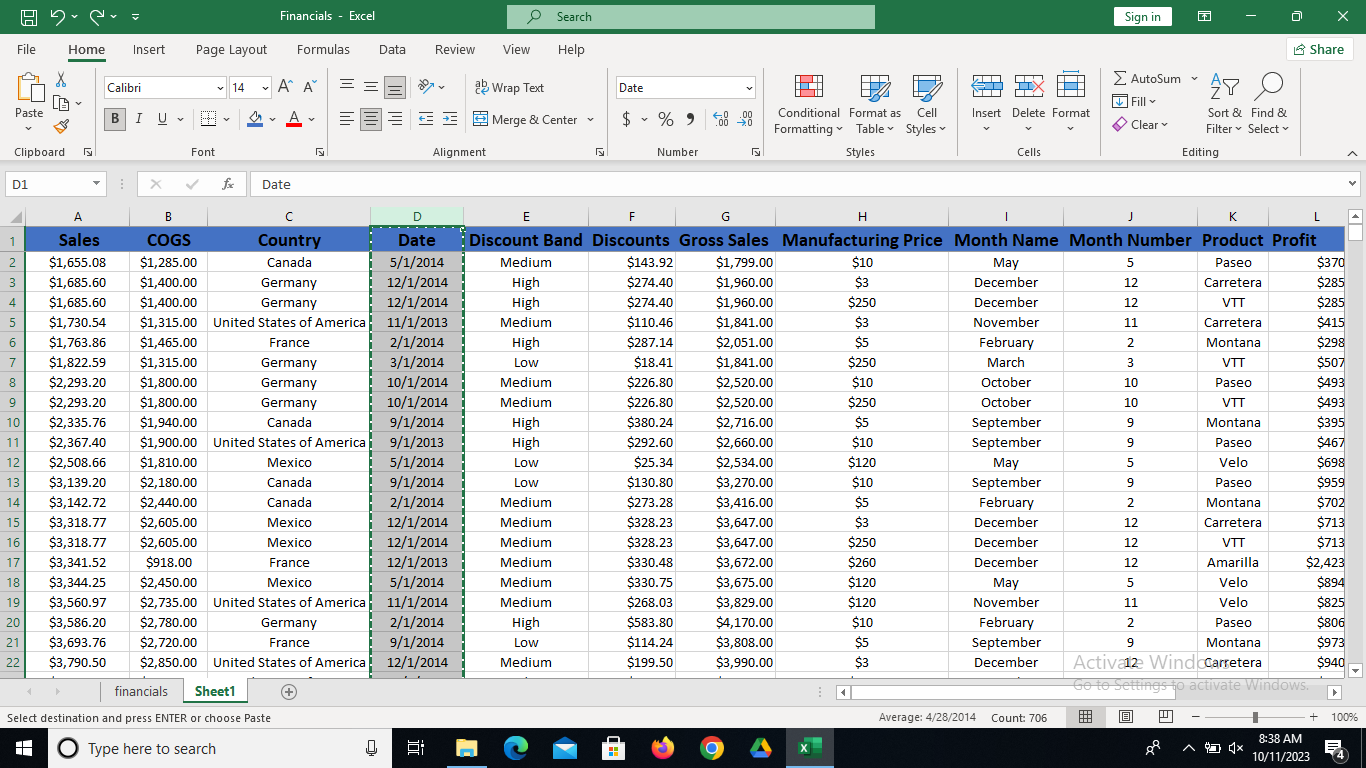 Financials - Excel
Search
Sign in
File Home Insert Page Layout Formulas Data Review View Help
Share
Paste
Calibri 14
B I U
ab Wrap Text
Merge & Center
Date
$ % 9
Conditional Formatting
Format as Table
Cell Styles
Insert Delete Format
AutoSum
Fill
Clear
Sort & Filter
Find & Select
Clipboard Font Alignment Number Styles Cells Editing
D1 fx Date
A B C D E F G H I J K L
1 Sales COGS Country Date Discount Band Discounts Gross Sales Manufacturing Price Month Name Month Number Product Profit
2 $1,655.08 $1,285.00 Canada 5/1/2014 Medium $143.92 $1,799.00 $10 May 5 Paseo $370
3 $1,685.60 $1,400.00 Germany 12/1/2014 High $274.40 $1,960.00 $3 December 12 Carretera $285
4 $1,685.60 $1,400.00 Germany 12/1/2014 High $274.40 $1,960.00 $250 December 12 VTT $285
5 $1,730.54 $1,315.00 United States of America 11/1/2013 Medium $110.46 $1,841.00 $3 November 11 Carretera $415
6 $1,763.86 $1,465.00 France 2/1/2014 High $287.14 $2,051.00 $5 February 2 Montana $298
7 $1,822.59 $1,315.00 Germany 3/1/2014 Low $18.41 $1,841.00 $250 March 3 VTT $507
8 $2,293.20 $1,800.00 Germany 10/1/2014 Medium $226.80 $2,520.00 $10 October 10 Paseo $493
9 $2,293.20 $1,800.00 Germany 10/1/2014 Medium $226.80 $2,520.00 $250 October 10 VTT $493
10 $2,335.76 $1,940.00 Canada 9/1/2014 High $380.24 $2,716.00 $5 September 9 Montana $395
11 $2,367.40 $1,900.00 United States of America 9/1/2013 High $292.60 $2,660.00 $10 September 9 Paseo $467
12 $2,508.66 $1,810.00 Mexico 5/1/2014 Low $25.34 $2,534.00 $120 May 5 Velo $698
13 $3,139.20 $2,180.00 Canada 9/1/2014 Low $130.80 $3,270.00 $10 September 9 Paseo $959
14 $3,142.72 $2,440.00 Canada 2/1/2014 Medium $273.28 $3,416.00 $5 February 2 Montana $702
15 $3,318.77 $2,605.00 Mexico 12/1/2014 Medium $328.23 $3,647.00 $3 December 12 Carretera $713
16 $3,318.77 $2,605.00 Mexico 12/1/2014 Medium $328.23 $3,647.00 $250 December 12 VTT $713
17 $3,341.52 $918.00 France 12/1/2013 Medium $330.48 $3,672.00 $260 December 12 Amarilla $2,423
18 $3,344.25 $2,450.00 Mexico 5/1/2014 Medium $330.75 $3,675.00 $120 May 5 Velo $894
19 $3,560.97 $2,735.00 United States of America 11/1/2014 Medium $268.03 $3,829.00 $120 November 11 Velo $825
20 $3,586.20 $2,780.00 Germany 2/1/2014 High $583.80 $4,170.00 $10 February 2 Paseo $806
21 $3,693.76 $2,720.00 France 9/1/2014 Low $114.24 $3,808.00 $5 September 9 Montana $973
22 $3,790.50 $2,850.00 United States of America 12/1/2014 Medium $199.50 $3,990.00 $3 December 12 Carretera $940
Activate Windows
Go to Settings to activate Windows.
financials Sheet1
Select destination and press ENTER or choose Paste
Average: 4/28/2014 Count: 706
100%
Type here to search
8:38 AM
10/11/2023
4